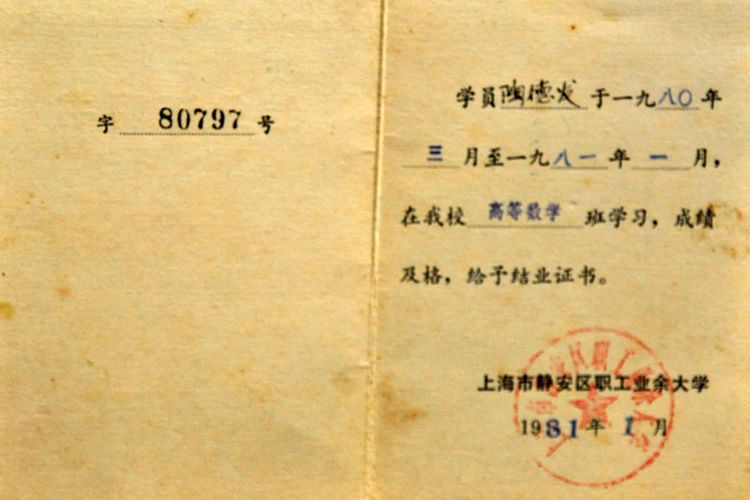 字 80797 号
学员陶德发于一九八〇年
三月至一九八一年一月，
在我校高等数学班学习，成绩
及格，给予结业证书。
上海市静安区职工业余大学
1981年1月